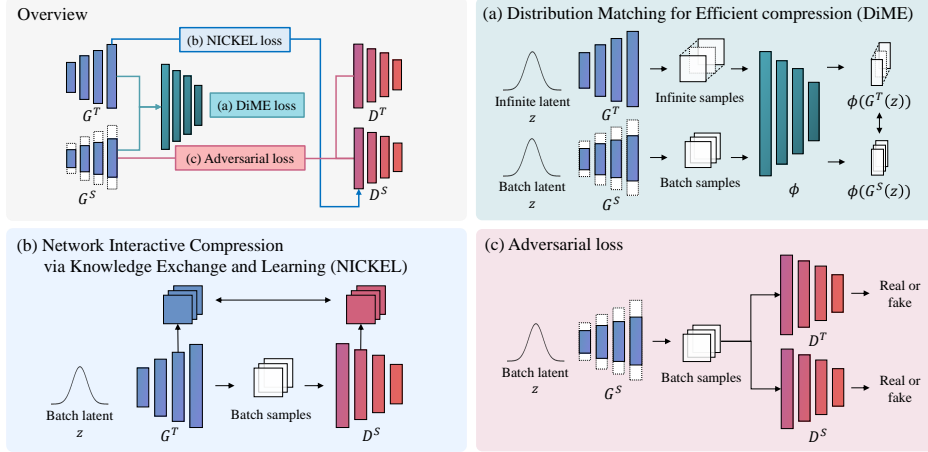 Overview
(b) NICKEL loss
(a) DiME loss
(c) Adversarial loss
G^T
G^S
D^T
D^S
(a) Distribution Matching for Efficient compression (DiME)
Infinite latent
z
G^T
Infinite samples
ϕ(G^T(z))
Batch latent
z
G^S
Batch samples
ϕ
ϕ(G^S(z))
(b) Network Interactive Compression
via Knowledge Exchange and Learning (NICKEL)
Batch latent
z
G^T
Batch samples
D^S
(c) Adversarial loss
Batch latent
z
G^S
Batch samples
D^T
Real or
fake
D^S
Real or
fake